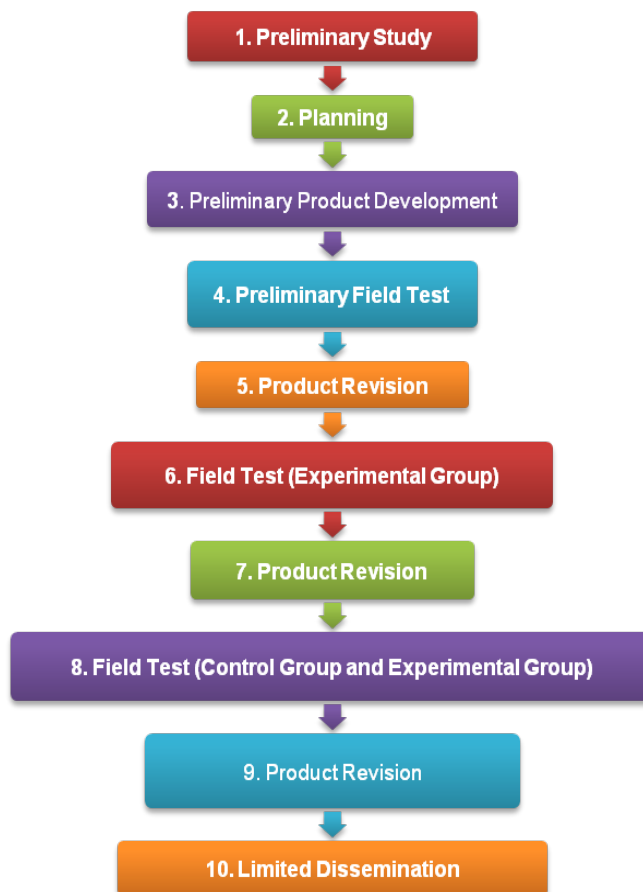 1. Preliminary Study
2. Planning
3. Preliminary Product Development
4. Preliminary Field Test
5. Product Revision
6. Field Test (Experimental Group)
7. Product Revision
8. Field Test (Control Group and Experimental Group)
9. Product Revision
10. Limited Dissemination